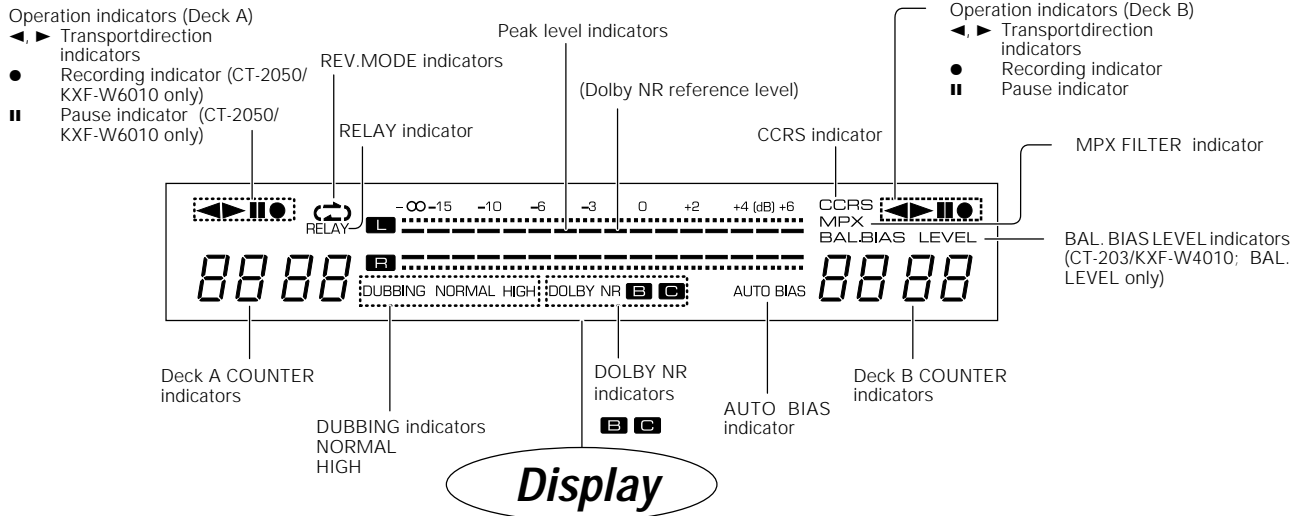 Operation indicators (Deck A)
◄, ► Transportdirection
indicators
● Recording indicator (CT-2050/
KXF-W6010 only)
II Pause indicator (CT-2050/
KXF-W6010 only)
REV.MODE indicators
RELAY indicator
Peak level indicators
(Dolby NR reference level)
CCRS indicator
Operation indicators (Deck B)
◄, ► Transportdirection
indicators
● Recording indicator
II Pause indicator
MPX FILTER indicator
BAL. BIAS LEVEL indicators
(CT-203/KXF-W4010; BAL.
LEVEL only)
◄►II●
RELAY
-∞ -15 -10 -6 -3 0 +2 +4 (dB) +6
L
R
CCRS ◄►II●
MPX
BAL.BIAS LEVEL
88 88
DUBBING NORMAL HIGH DOLBY NR B C AUTO BIAS
88 88
Deck A COUNTER
indicators
DUBBING indicators
NORMAL
HIGH
DOLBY NR
indicators
B C
AUTO BIAS
indicator
Deck B COUNTER
indicators
Display